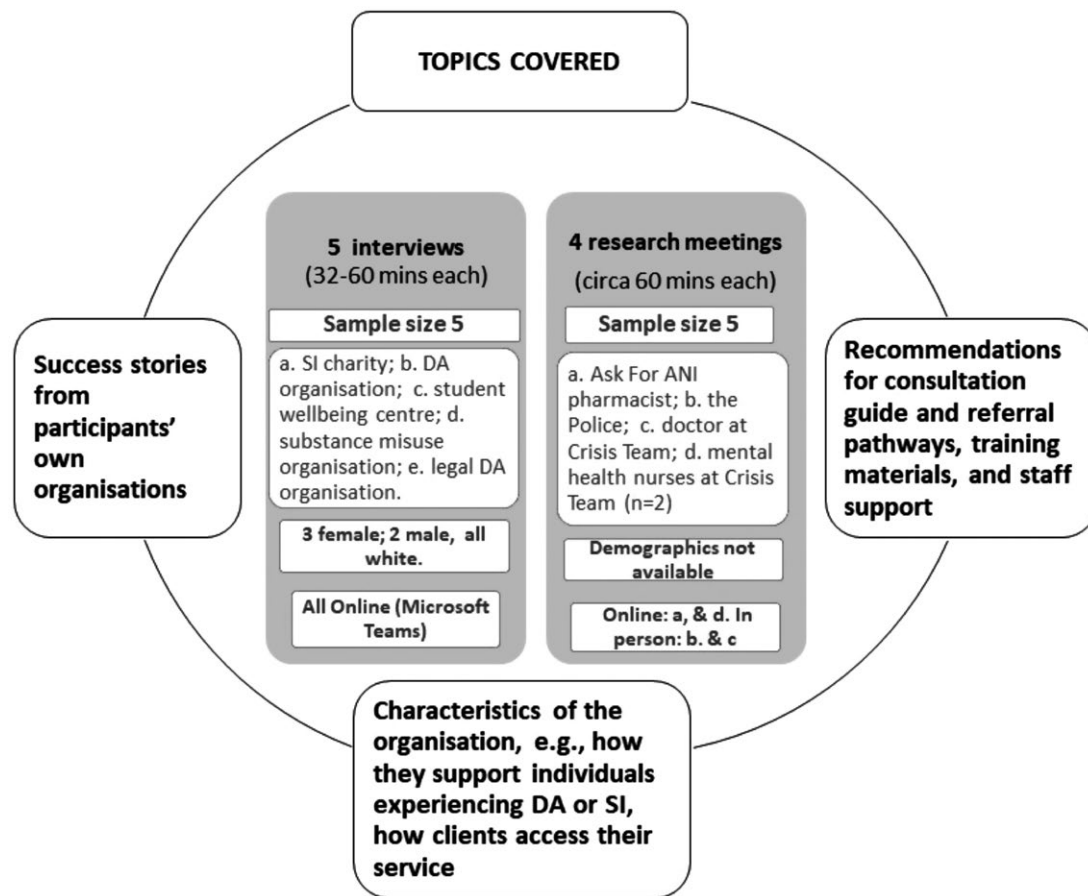 TOPICS COVERED
5 interviews
(32-60 mins each)
Sample size 5
a. SI charity; b. DA
organisation; c. student
wellbeing centre; d.
substance misuse
organisation; e. legal DA
organisation.
3 female; 2 male, all
white.
All Online (Microsoft
Teams)
4 research meetings
(circa 60 mins each)
Sample size 5
a. Ask For ANI
pharmacist; b. the
Police; c. doctor at
Crisis Team; d. mental
health nurses at Crisis
Team (n=2)
Demographics not
available
Online: a, & d. In
person: b. & c
Success stories
from
participants'
own
organisations
Recommendations
for consultation
guide and referral
pathways, training
materials, and staff
support
Characteristics of the
organisation, e.g., how
they support individuals
experiencing DA or SI,
how clients access their
service